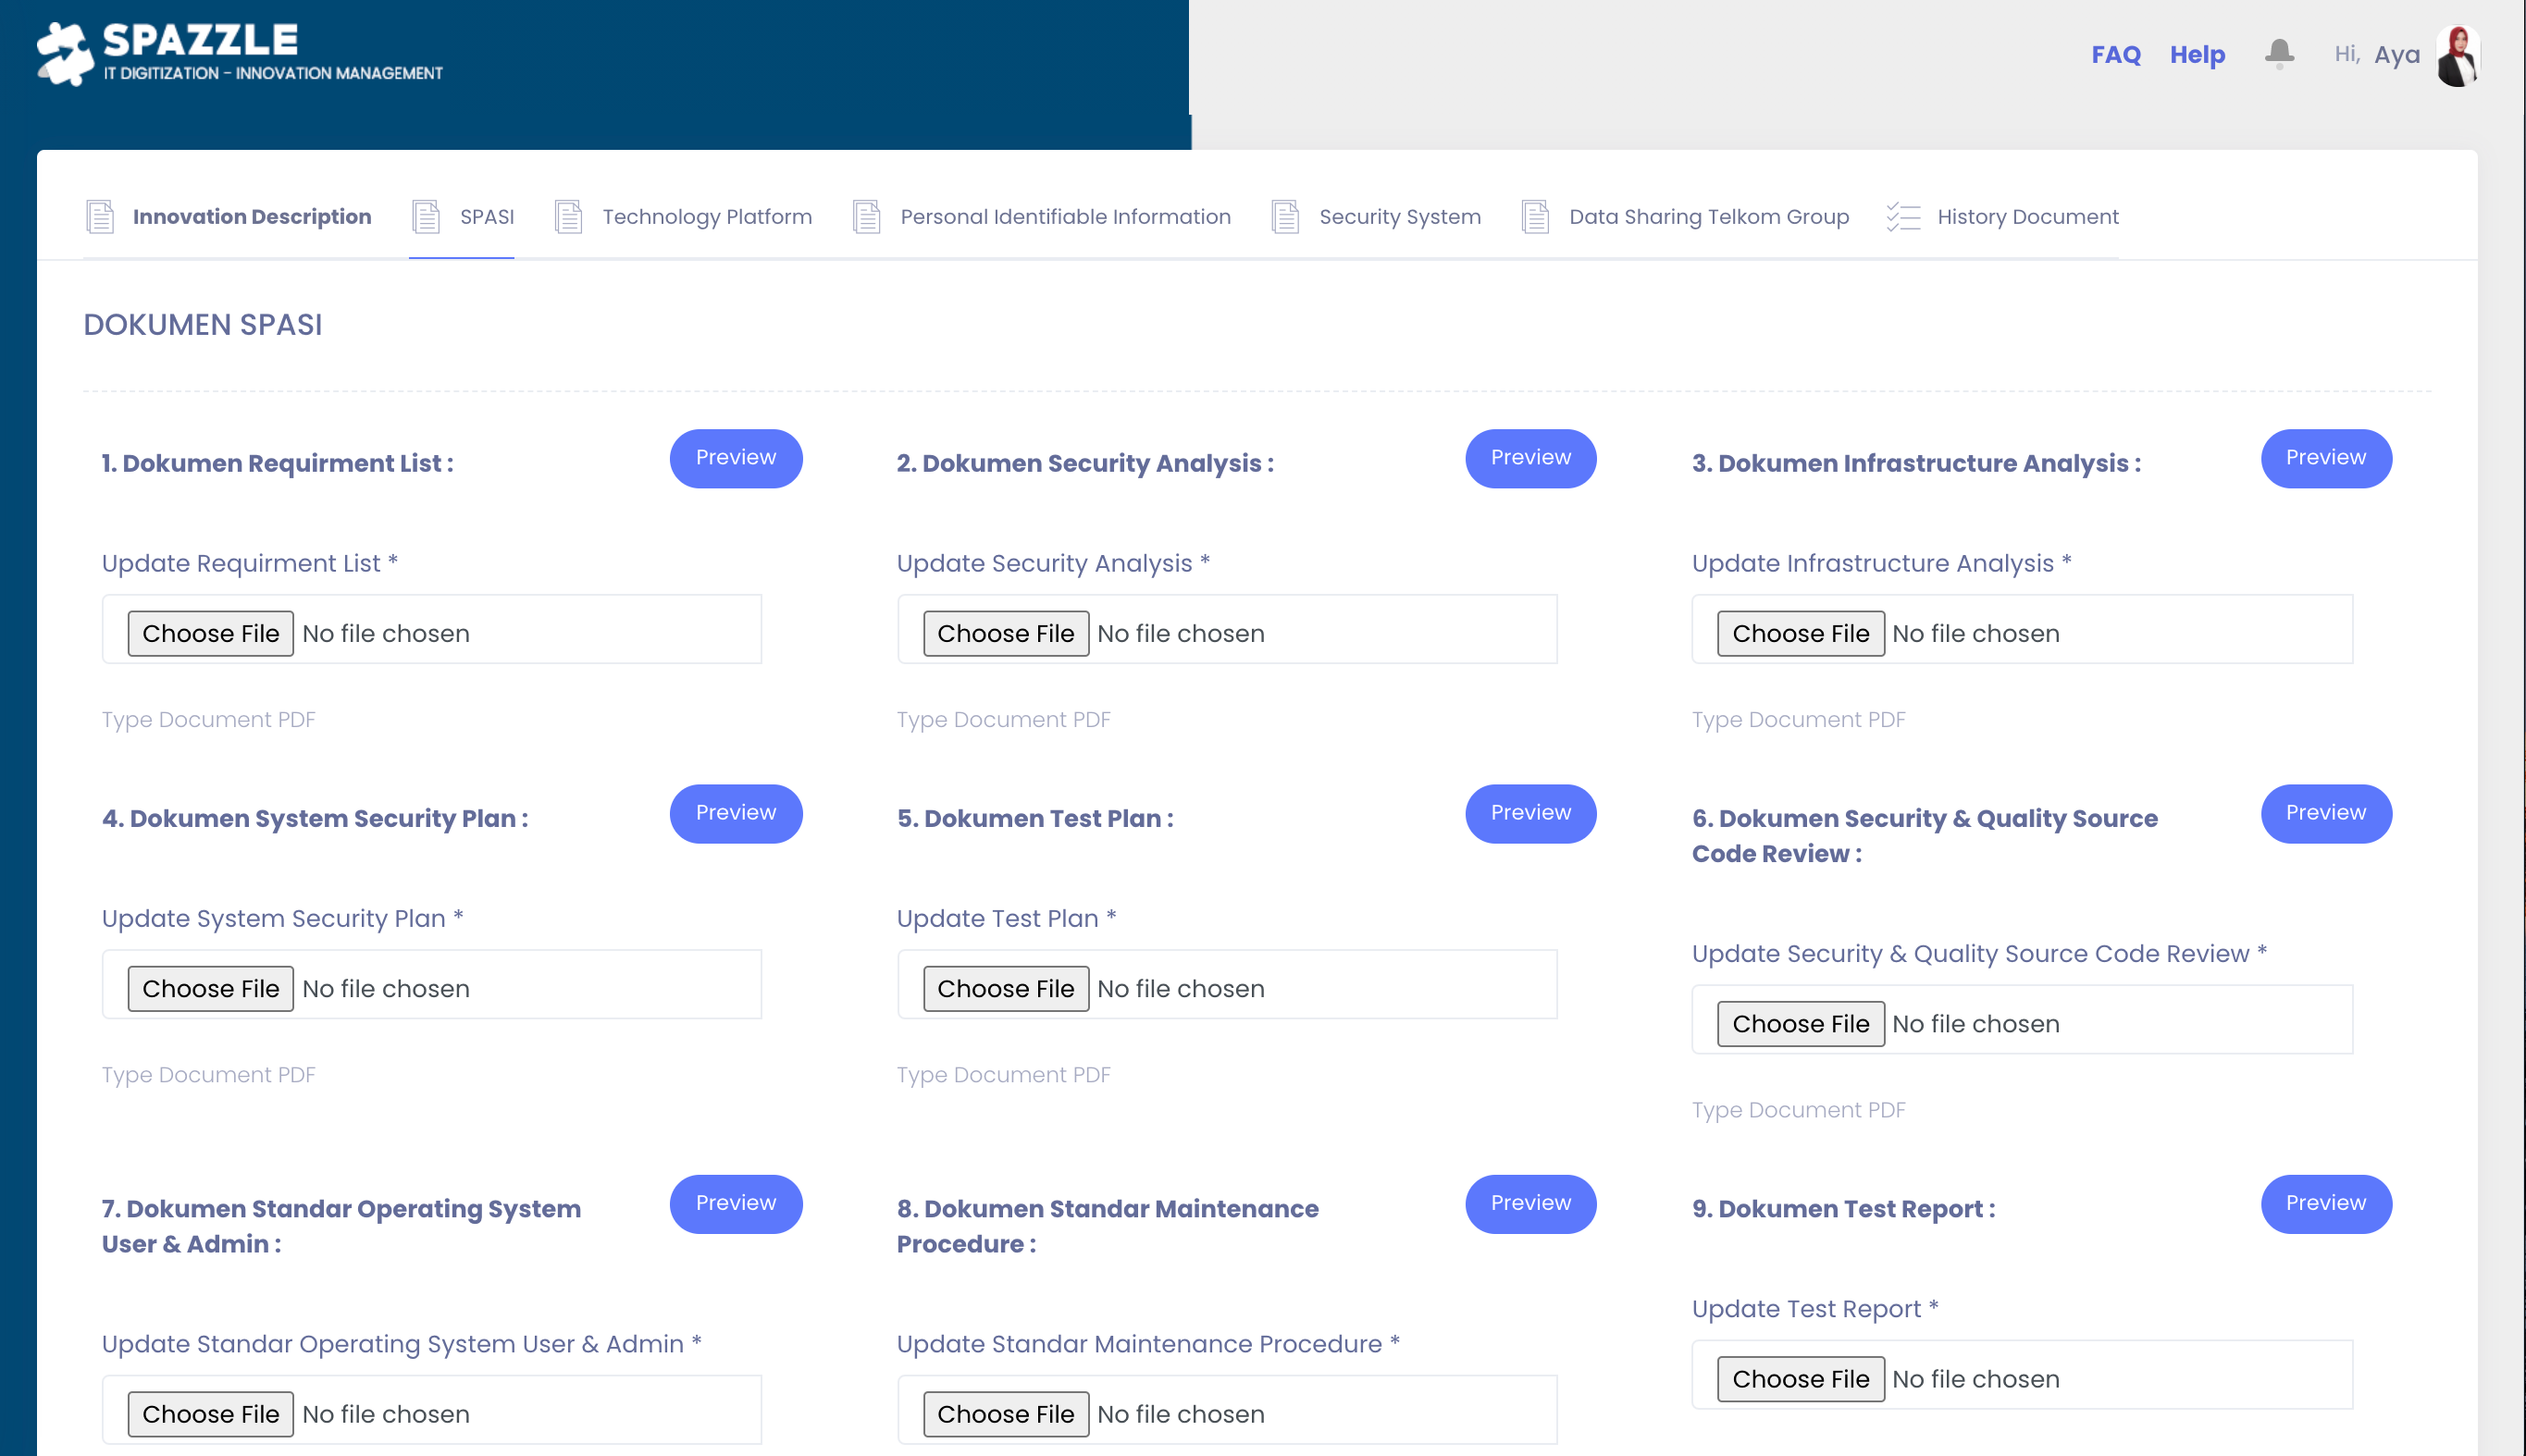 SPAZZLE
IT DIGITIZATION - INNOVATION MANAGEMENT
FAQ Help Hi, Aya
Innovation Description SPASI Technology Platform Personal Identifiable Information Security System Data Sharing Telkom Group History Document
DOKUMEN SPASI
1. Dokumen Requirment List : Preview
Update Requirment List *
Choose File No file chosen
Type Document PDF
2. Dokumen Security Analysis : Preview
Update Security Analysis *
Choose File No file chosen
Type Document PDF
3. Dokumen Infrastructure Analysis : Preview
Update Infrastructure Analysis *
Choose File No file chosen
Type Document PDF
4. Dokumen System Security Plan : Preview
Update System Security Plan *
Choose File No file chosen
Type Document PDF
5. Dokumen Test Plan : Preview
Update Test Plan *
Choose File No file chosen
Type Document PDF
6. Dokumen Security & Quality Source Preview
Code Review :
Update Security & Quality Source Code Review *
Choose File No file chosen
Type Document PDF
7. Dokumen Standar Operating System Preview
User & Admin :
Update Standar Operating System User & Admin *
Choose File No file chosen
8. Dokumen Standar Maintenance Preview
Procedure :
Update Standar Maintenance Procedure *
Choose File No file chosen
9. Dokumen Test Report : Preview
Update Test Report *
Choose File No file chosen